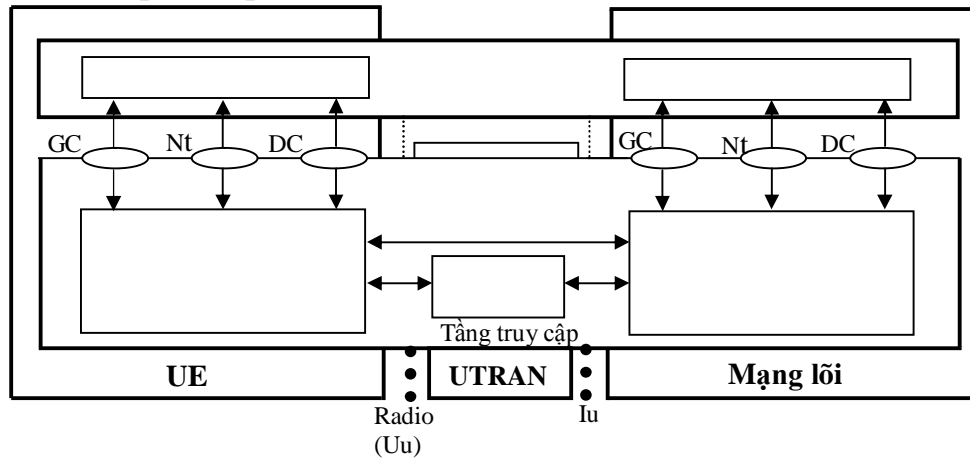 GC Nt DC GC Nt DC
Tầng truy cập
UE UTRAN Mạng lõi
Radio Iu
(Uu)